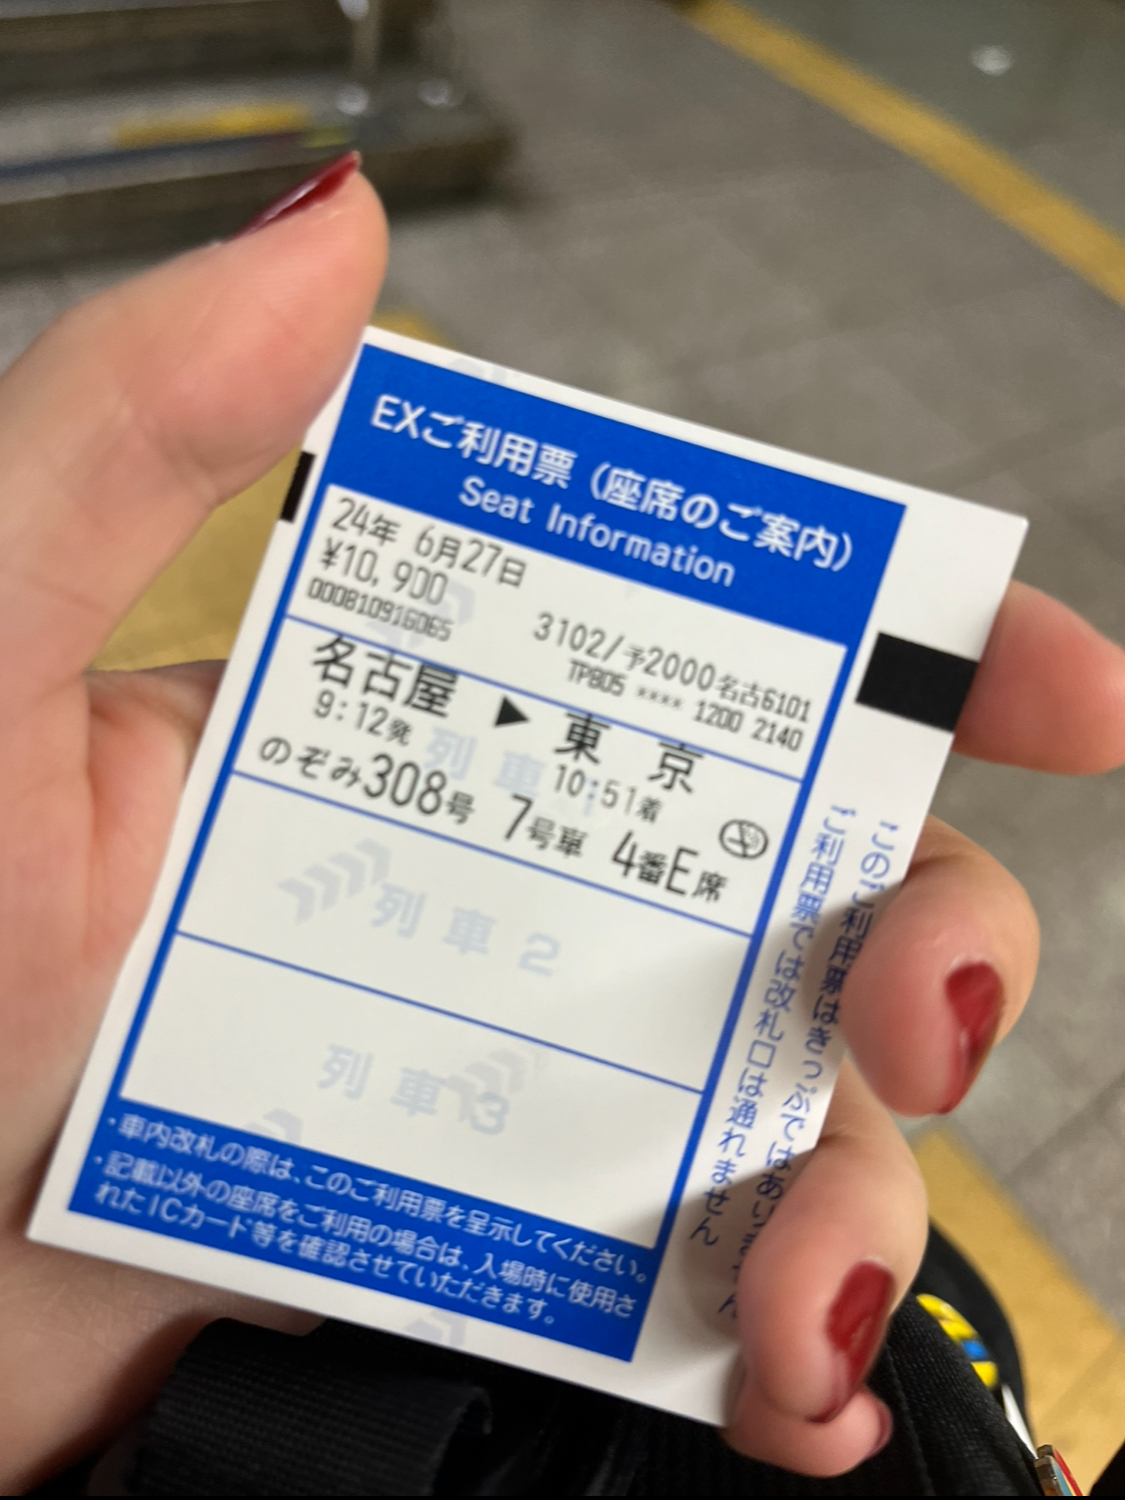 EXご利用票（座席のご案内）
Seat Information
24年 6月27日
¥10,900
000810916065
3102/予2000名古6101
TP805 **** 1200 2140
名古屋 ▶ 東 京
9:12発 10:51着
のぞみ308号 7号車 4番E席
列車
列車2
列車3
・車内改札の際は、このご利用票を呈示してください。
・記載以外の座席をご利用の場合は、入場時に使用さ
れたICカード等を確認させていただきます。
このご利用票はきっぷではあり
ご利用票では改札口は通れません